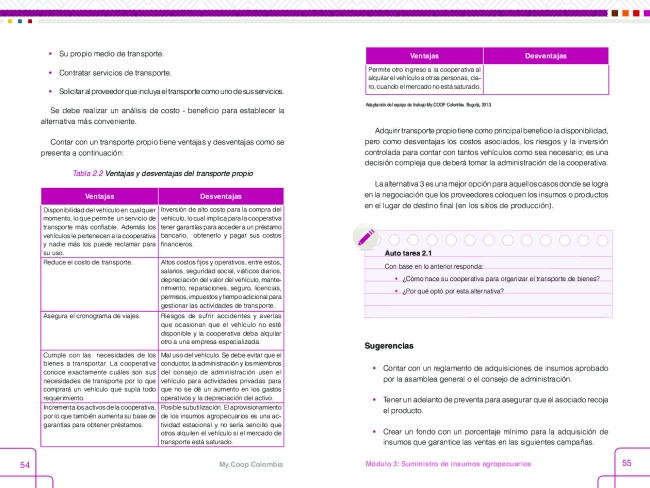 • Su propio medio de transporte.
• Contratar servicios de transporte.
• Solicitar al proveedor que incluya el transporte como uno de sus servicios.
Se debe realizar un análisis de costo - beneficio para establecer la
alternativa más conveniente.
Contar con un transporte propio tiene ventajas y desventajas como se
presenta a continuación:
Tabla 2.2 Ventajas y desventajas del transporte propio
Ventajas
Desventajas
Disponibilidad del vehículo en cualquier
momento, lo que permite un servicio de
transporte más confiable. Además los
vehículos le pertenecen a la cooperativa
y nadie más los puede reclamar para
su uso.
Inversión de alto costo para la compra del
vehículo, lo cual implica para la cooperativa
tener garantías para acceder a un préstamo
bancario, obtenerlo y pagar sus costos
financieros.
Reduce el costo de transporte.
Altos costos fijos y operativos, entre estos,
salarios, seguridad social, viáticos diarios,
depreciación del valor del vehículo, mante-
nimiento, reparaciones, seguro, licencias,
permisos, impuestos y tiempo adicional para
gestionar las actividades de transporte.
Asegura el cronograma de viajes.
Riesgos de sufrir accidentes y averías
que ocasionan que el vehículo no esté
disponible y la cooperativa deba alquilar
otro a una empresa especializada.
Cumple con las necesidades de los
bienes a transportar. La cooperativa
conoce exactamente cuáles son sus
necesidades de transporte por lo que
comprará un vehículo que supla todo
requerimiento.
Mal uso del vehículo. Se debe evitar que el
conductor, la administración y los miembros
del consejo de administración usen el
vehículo para actividades privadas para
que no se dé un aumento en los gastos
operativos y la depreciación del activo.
Incrementa los activos de la cooperativa,
por lo que también aumenta su base de
garantías para obtener préstamos.
Posible subutilización. El aprovisionamiento
de los insumos agropecuarios es una ac-
tividad estacional y no sería sencillo que
otros alquilen el vehículo si el mercado de
transporte está saturado.
54
My.Coop Colombia
Ventajas
Desventajas
Permite otro ingreso a la cooperativa al
alquilar el vehículo a otras personas, cla-
ro, cuando el mercado no está saturado.
Adaptación del equipo de trabajo My.COOP Colombia. Bogotá, 2013.
Adquirir transporte propio tiene como principal beneficio la disponibilidad,
pero como desventajas los costos asociados, los riesgos y la inversión
controlada para contar con tantos vehículos como sea necesario; es una
decisión compleja que deberá tomar la administración de la cooperativa.
La alternativa 3 es una mejor opción para aquellos casos donde se logra
en la negociación que los proveedores coloquen los insumos o productos
en el lugar de destino final (en los sitios de producción).
Auto tarea 2.1
Con base en lo anterior responda:
• ¿Cómo hace su cooperativa para organizar el transporte de bienes?
• ¿Por qué optó por esta alternativa?
Sugerencias
• Contar con un reglamento de adquisiciones de insumos aprobado
por la asamblea general o el consejo de administración.
• Tener un adelanto de preventa para asegurar que el asociado recoja
el producto.
• Crear un fondo con un porcentaje mínimo para la adquisición de
insumos que garantice las ventas en las siguientes campañas.
Módulo 3: Suministro de insumos agropecuarios
55